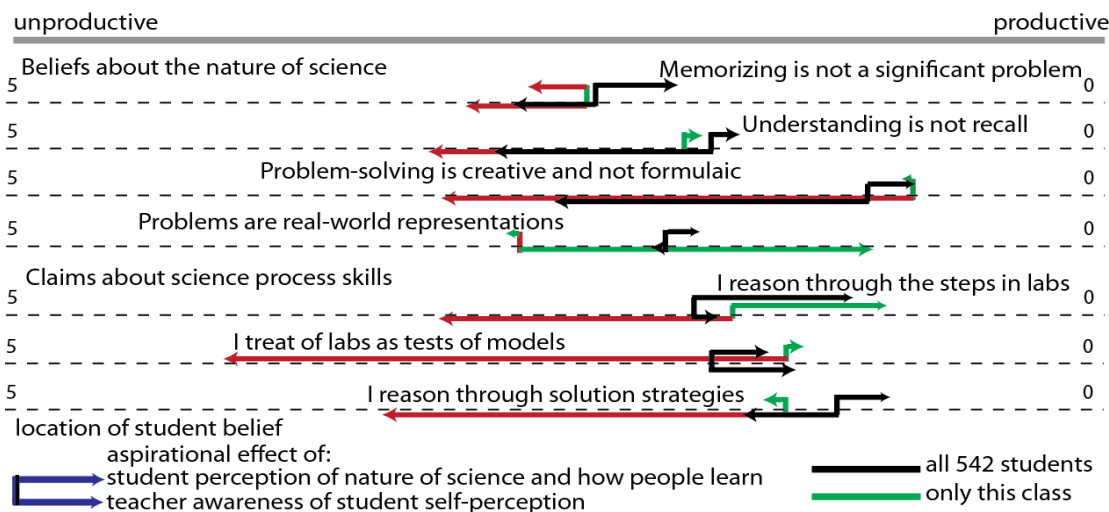 unproductive productive
Beliefs about the nature of science
Memorizing is not a significant problem
5 0
Understanding is not recall
5 0
Problem-solving is creative and not formulaic
5 0
Problems are real-world representations
5 0
Claims about science process skills
I reason through the steps in labs
5 0
I treat of labs as tests of models
5 0
I reason through solution strategies
5 0
location of student belief
aspirational effect of:
student perception of nature of science and how people learn
teacher awareness of student self-perception
all 542 students
only this class